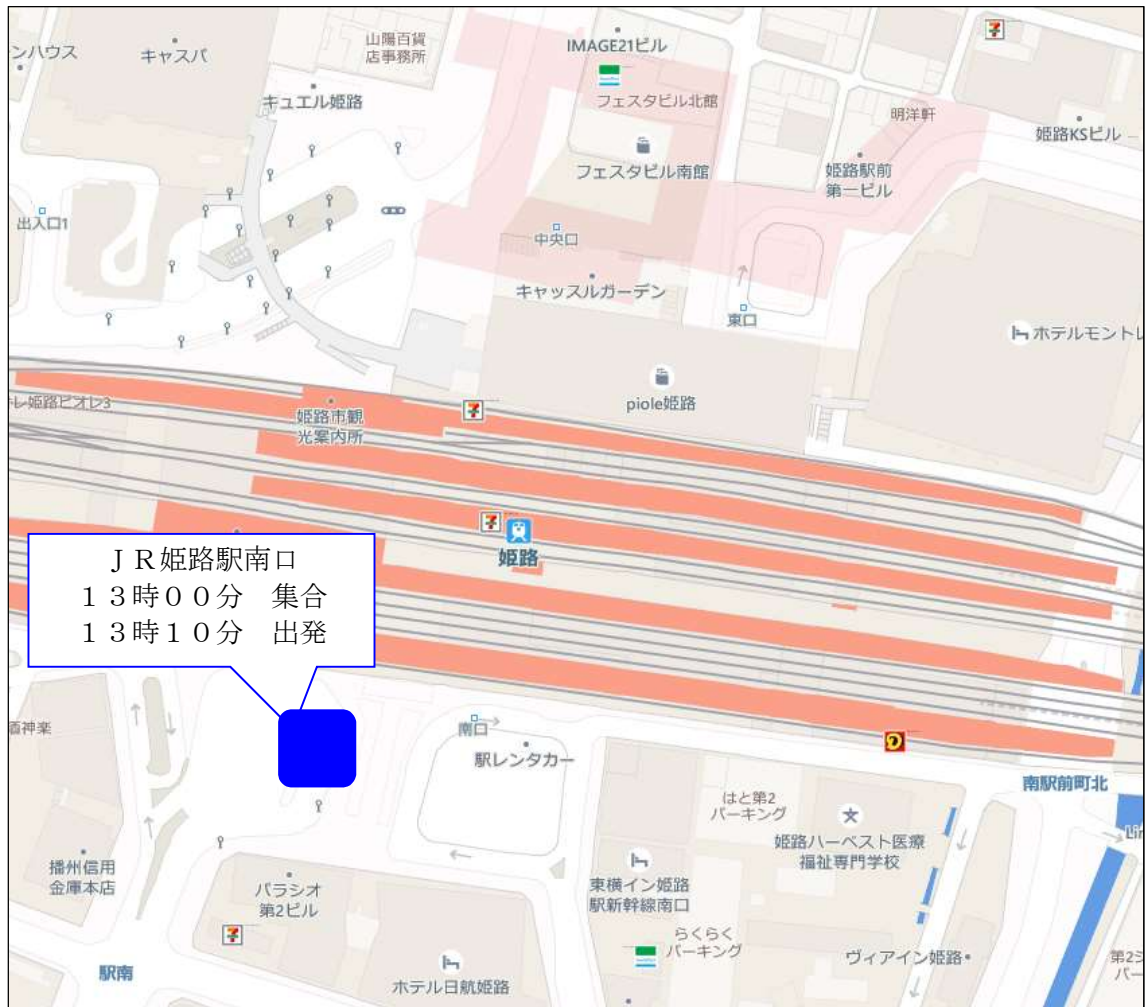 ンハウス
キャスパ
山陽百貨
店事務所
IMAGE21ビル
キュエル姫路
フェスタビル北館
明洋軒
姫路KSビル
フェスタビル南館
姫路駅前
第一ビル
出入口1
中央口
キャッスルガーデン
東口
ホテルモントレ
レ姫路ピオレ3
姫路市観
光案内所
piole姫路
姫路
JR姫路駅南口
13時00分 集合
13時10分 出発
酒神楽
南口
駅レンタカー
南駅前町北
はと第2
パーキング
姫路ハーベスト医療
福祉専門学校
播州信用
金庫本店
パラシオ
第2ビル
東横イン姫路
駅新幹線南口
らくらく
パーキング
ヴィアイン姫路
駅南
ホテル日航姫路